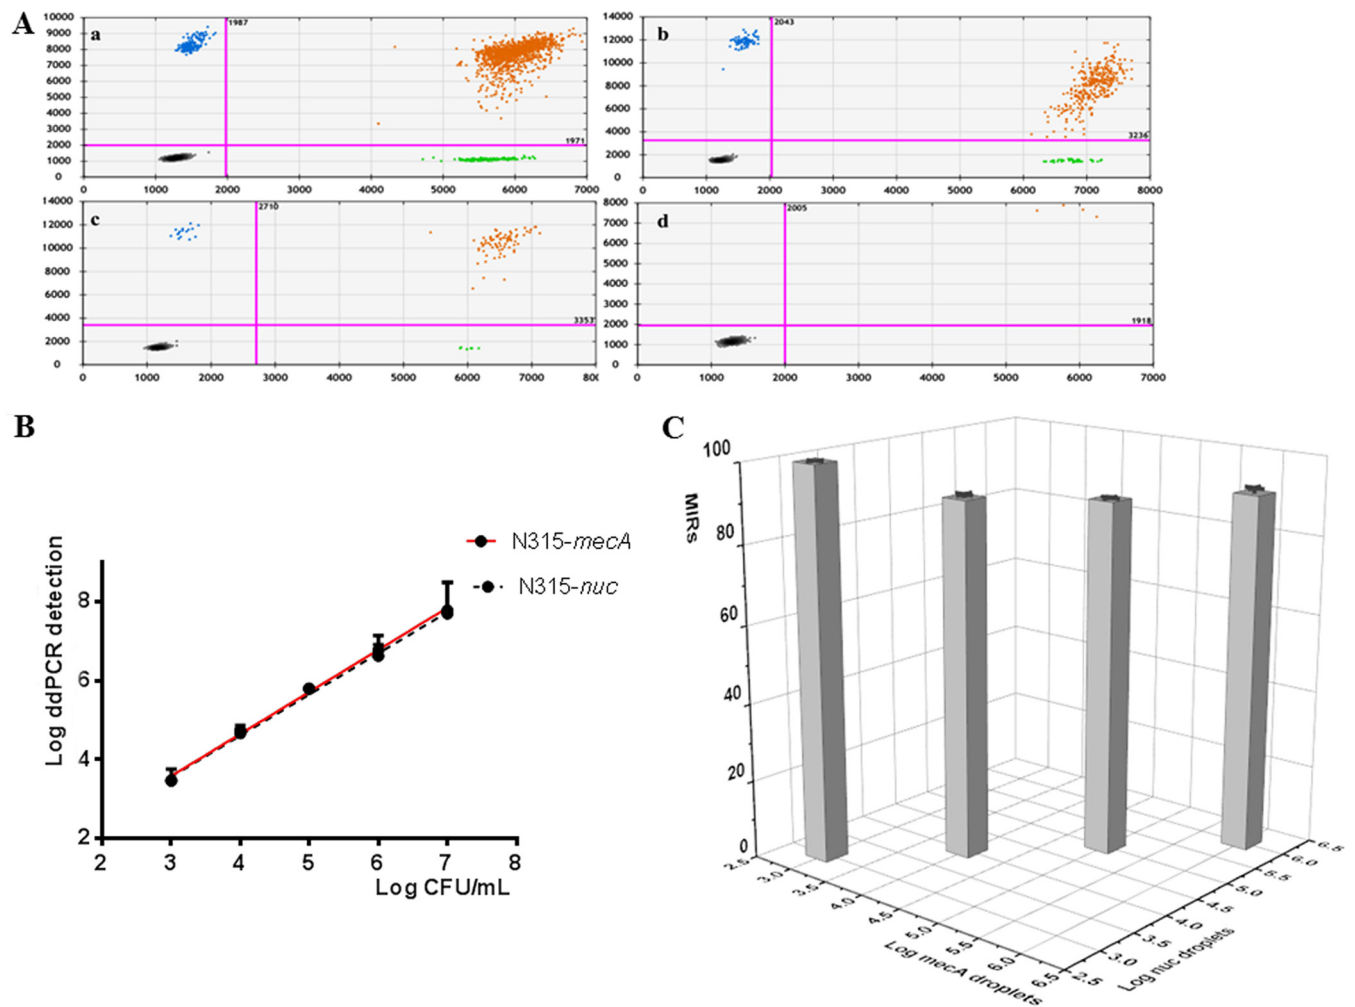 A
a
1987
1971
10000
9000
8000
7000
6000
5000
4000
3000
2000
1000
0
0 1000 2000 3000 4000 5000 6000 7000
b
2043
3236
14000
12000
10000
8000
6000
4000
2000
0
0 1000 2000 3000 4000 5000 6000 7000 8000
c
2710
3353
14000
12000
10000
8000
6000
4000
2000
0
0 1000 2000 3000 4000 5000 6000 7000
d
2005
1918
8000
7000
6000
5000
4000
3000
2000
1000
0
0 1000 2000 3000 4000 5000 6000 7000
B
Log ddPCR detection
8
6
4
2
2 3 4 5 6 7 8
Log CFU/mL
N315-mecA
N315-nuc
C
MIRs
100
80
60
40
20
0
2.5 3.0 3.5 4.0 4.5 5.0 5.5 6.0 6.5
Log mecA droplets
2.5 3.0 3.5 4.0 4.5 5.0 5.5 6.0 6.5
Log nuc droplets